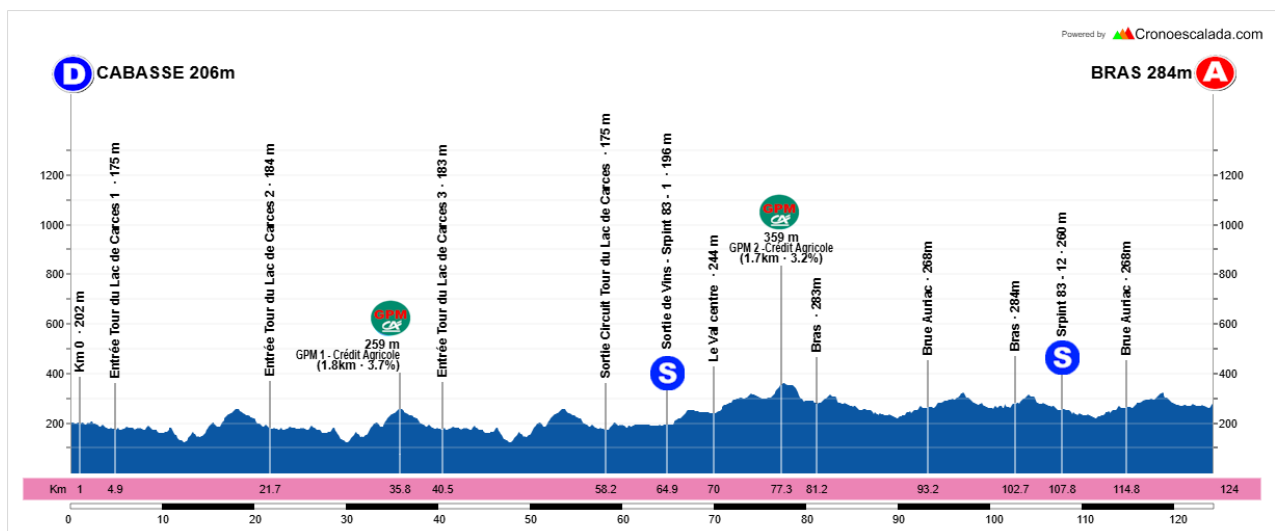 Powered by Cronoescalada.com
D CABASSE 206m
BRAS 284m A
Km 0 · 202 m
Entrée Tour du Lac de Carces 1 · 175 m
Entrée Tour du Lac de Carces 2 · 184 m
GPM
CA
259 m
GPM 1 - Crédit Agricole
(1.8km · 3.7%)
Entrée Tour du Lac de Carces 3 · 183 m
Sortie Circuit Tour du Lac de Carces · 175 m
Sortie de Vins - Srpint 83 - 1 · 196 m
S
Le Val centre · 244 m
GPM
CA
359 m
GPM 2 -Crédit Agricole
(1.7km · 3.2%)
Bras · 283m
Brue Auriac · 268m
Bras · 284m
Srpint 83 - 12 · 260 m
S
Brue Auriac · 268m
1200 1200
1000 1000
800 800
600 600
400 400
200 200
Km 1 4.9 21.7 35.8 40.5 58.2 64.9 70 77.3 81.2 93.2 102.7 107.8 114.8 124
0 10 20 30 40 50 60 70 80 90 100 110 120